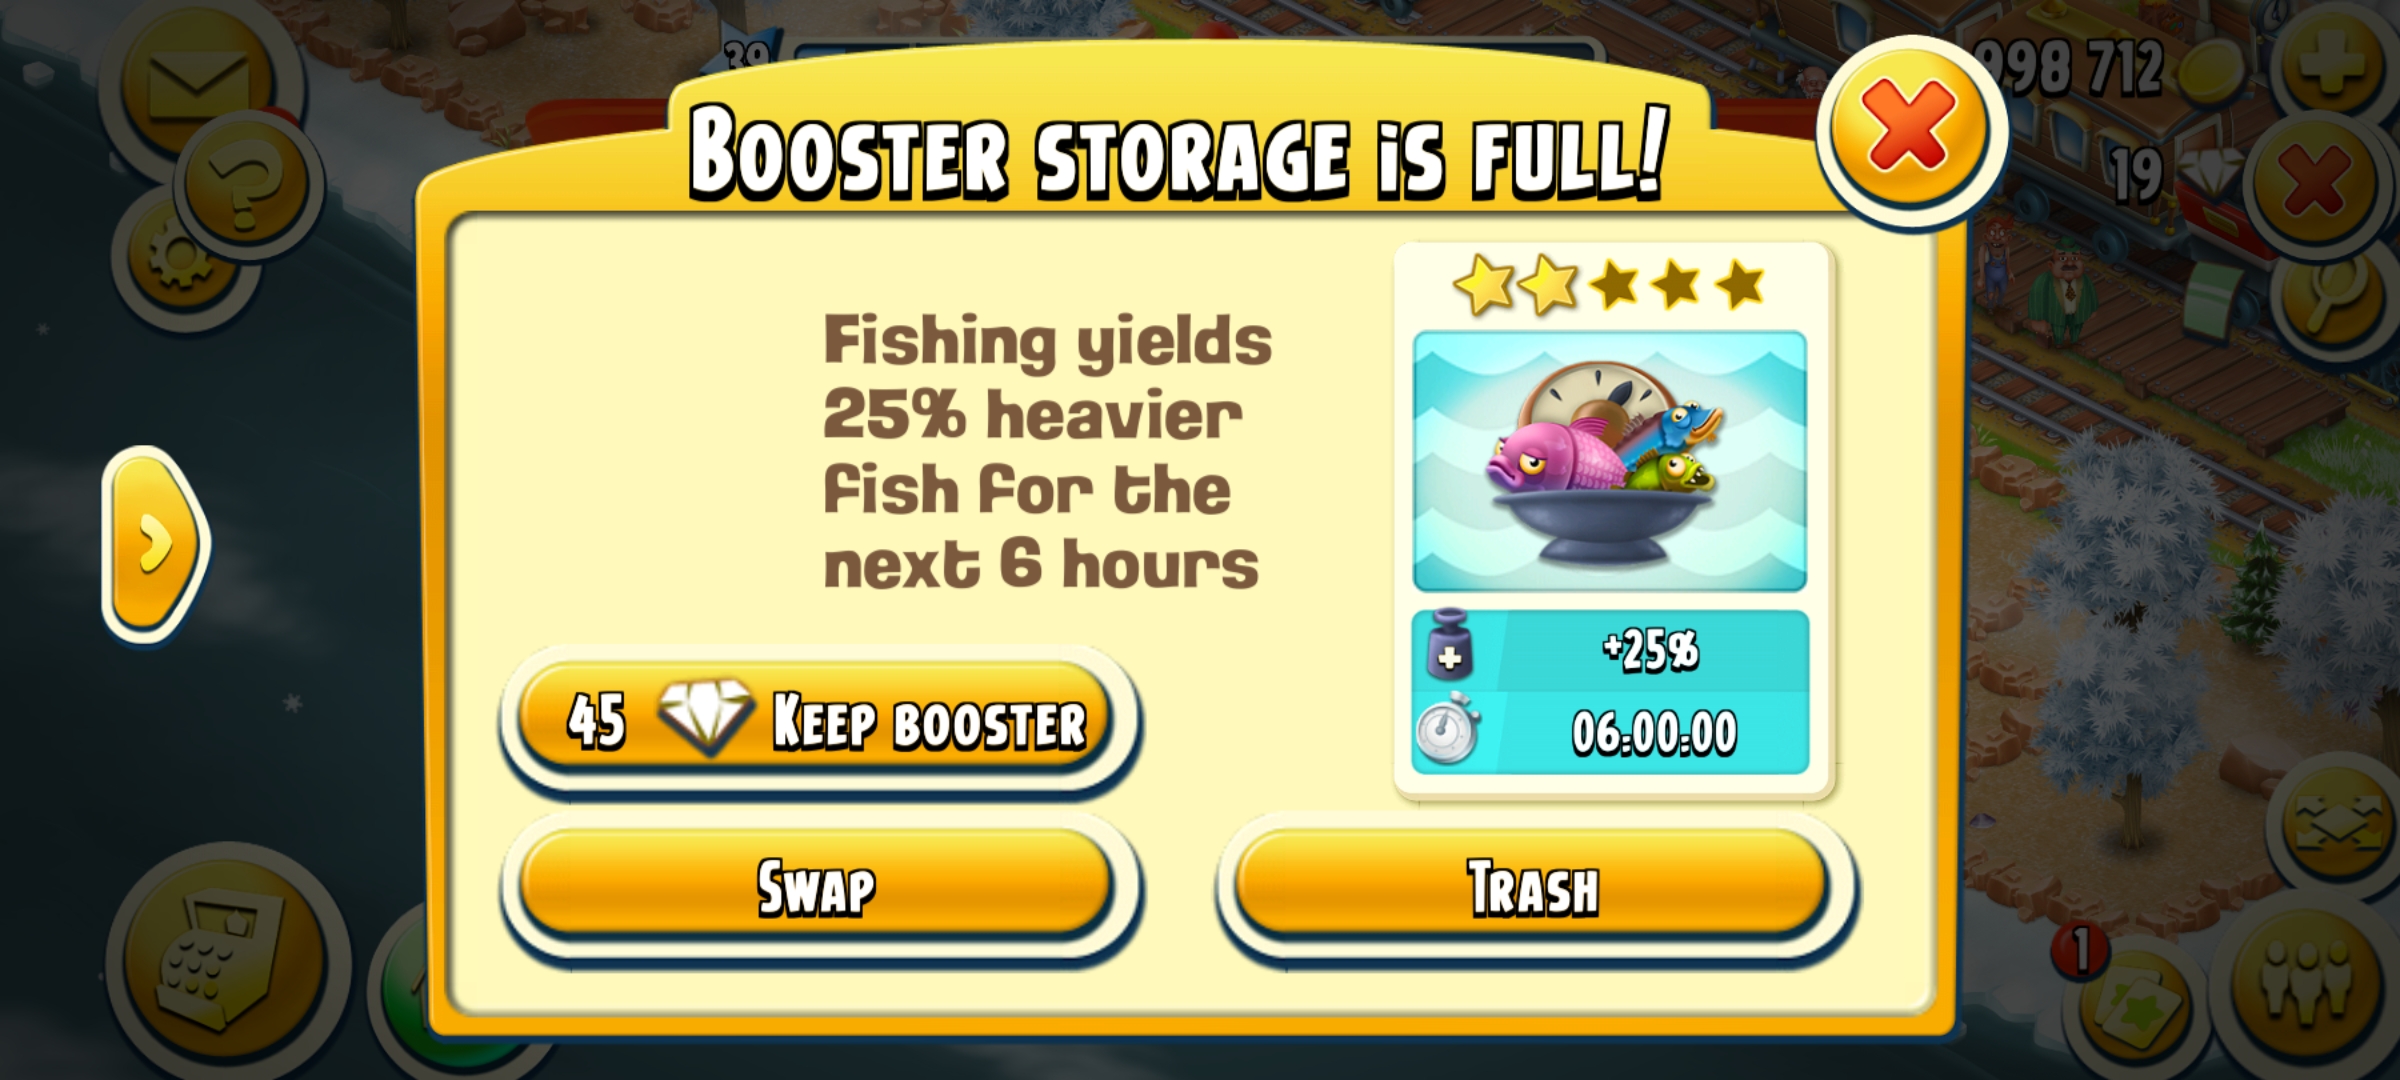 39
998 712
19
Booster storage is full!
Fishing yields
25% heavier
fish for the
next 6 hours
+25%
06:00:00
45 Keep booster
Swap
Trash
1